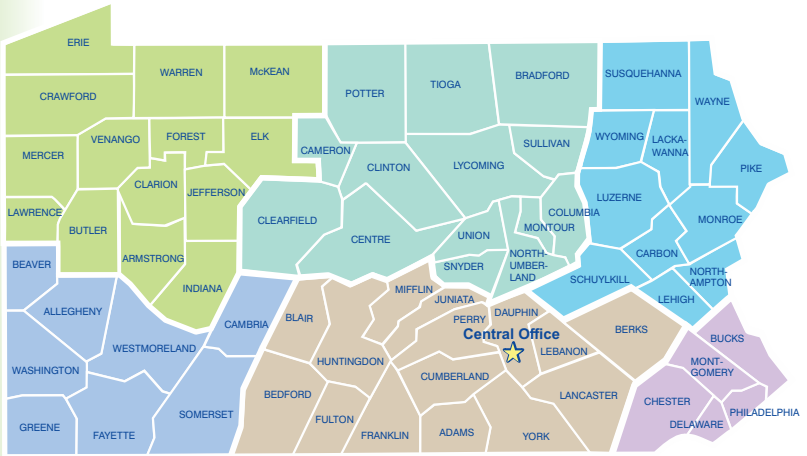 ERIE
WARREN
McKEAN
CRAWFORD
MERCER
VENANGO
FOREST
ELK
CLARION
JEFFERSON
LAWRENCE
BUTLER
ARMSTRONG
INDIANA
POTTER
TIOGA
BRADFORD
CAMERON
CLINTON
LYCOMING
SULLIVAN
CLEARFIELD
CENTRE
UNION
SNYDER
COLUMBIA
MONTOUR
NORTH-
UMBER-
LAND
SUSQUEHANNA
WAYNE
WYOMING
LACKA-
WANNA
PIKE
LUZERNE
MONROE
CARBON
SCHUYLKILL
NORTH-
AMPTON
LEHIGH
BEAVER
ALLEGHENY
WESTMORELAND
CAMBRIA
WASHINGTON
GREENE
FAYETTE
SOMERSET
BLAIR
HUNTINGDON
MIFFLIN
JUNIATA
PERRY
DAUPHIN
Central Office
LEBANON
BERKS
BEDFORD
FULTON
FRANKLIN
CUMBERLAND
ADAMS
YORK
LANCASTER
BUCKS
MONT-
GOMERY
CHESTER
DELAWARE
PHILADELPHIA